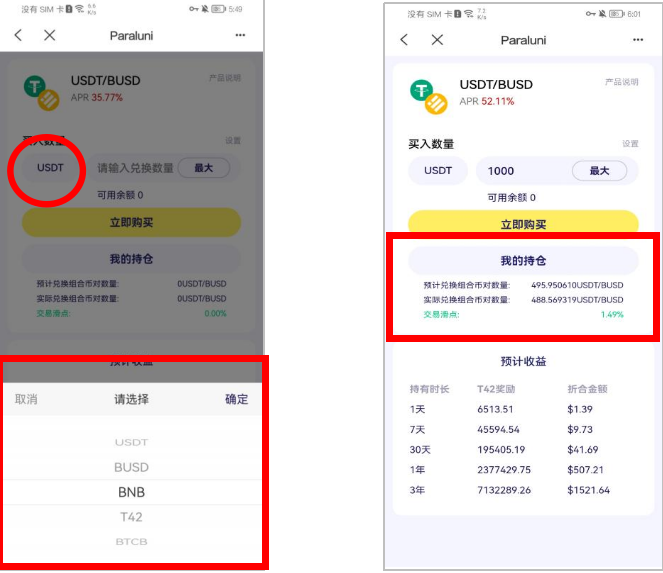 没有 SIM 卡 6.6 K/s 5:49
Paraluni
USDT/BUSD 产品说明
APR 35.77%
买入数量 设置
USDT 请输入兑换数量 最大
可用余额 0
立即购买
我的持仓
预计兑换组合币对数量: 0USDT/BUSD
实际兑换组合币对数量: 0USDT/BUSD
交易滑点: 0.00%
预计收益
取消 请选择 确定
USDT
BUSD
BNB
T42
BTCB
没有 SIM 卡 7.2 K/s 6:01
Paraluni
USDT/BUSD 产品说明
APR 52.11%
买入数量 设置
USDT 1000 最大
可用余额 0
立即购买
我的持仓
预计兑换组合币对数量: 495.950610USDT/BUSD
实际兑换组合币对数量: 488.569319USDT/BUSD
交易滑点: 1.49%
预计收益
持有时长 T42奖励 折合金额
1天 6513.51 $1.39
7天 45594.54 $9.73
30天 195405.19 $41.69
1年 2377429.75 $507.21
3年 7132289.26 $1521.64